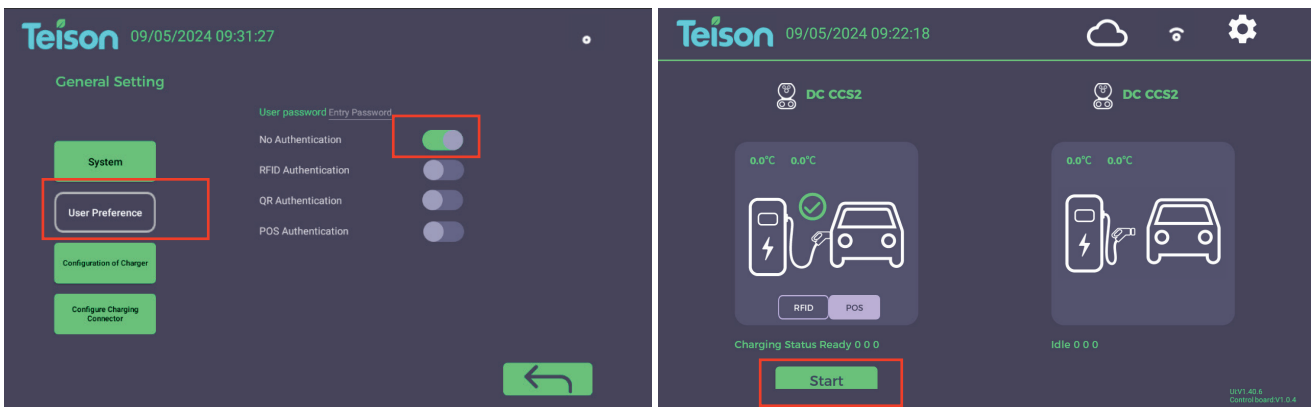 Teison 09/05/2024 09:31:27
General Setting
User password Entry Password
No Authentication
System
RFID Authentication
User Preference
QR Authentication
POS Authentication
Configuration of Charger
Configure Charging
Connector
Teison 09/05/2024 09:22:18
DC CCS2
DC CCS2
0.0°C 0.0°C
0.0°C 0.0°C
RFID POS
Charging Status Ready 0 0 0
Idle 0 0 0
Start
UI:V1.40.6
Control board:V1.0.4